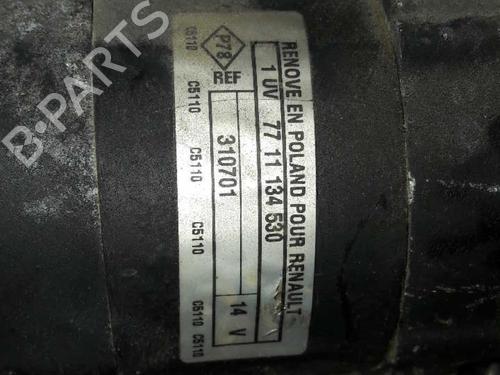 RENOVE EN POLAND POUR RENAULT
1 UV 77 11 134 530
P78
REF
310701
14 V
C5110 C5110 C5110 C5110 C5110 C5110 C5110
B-PARTS